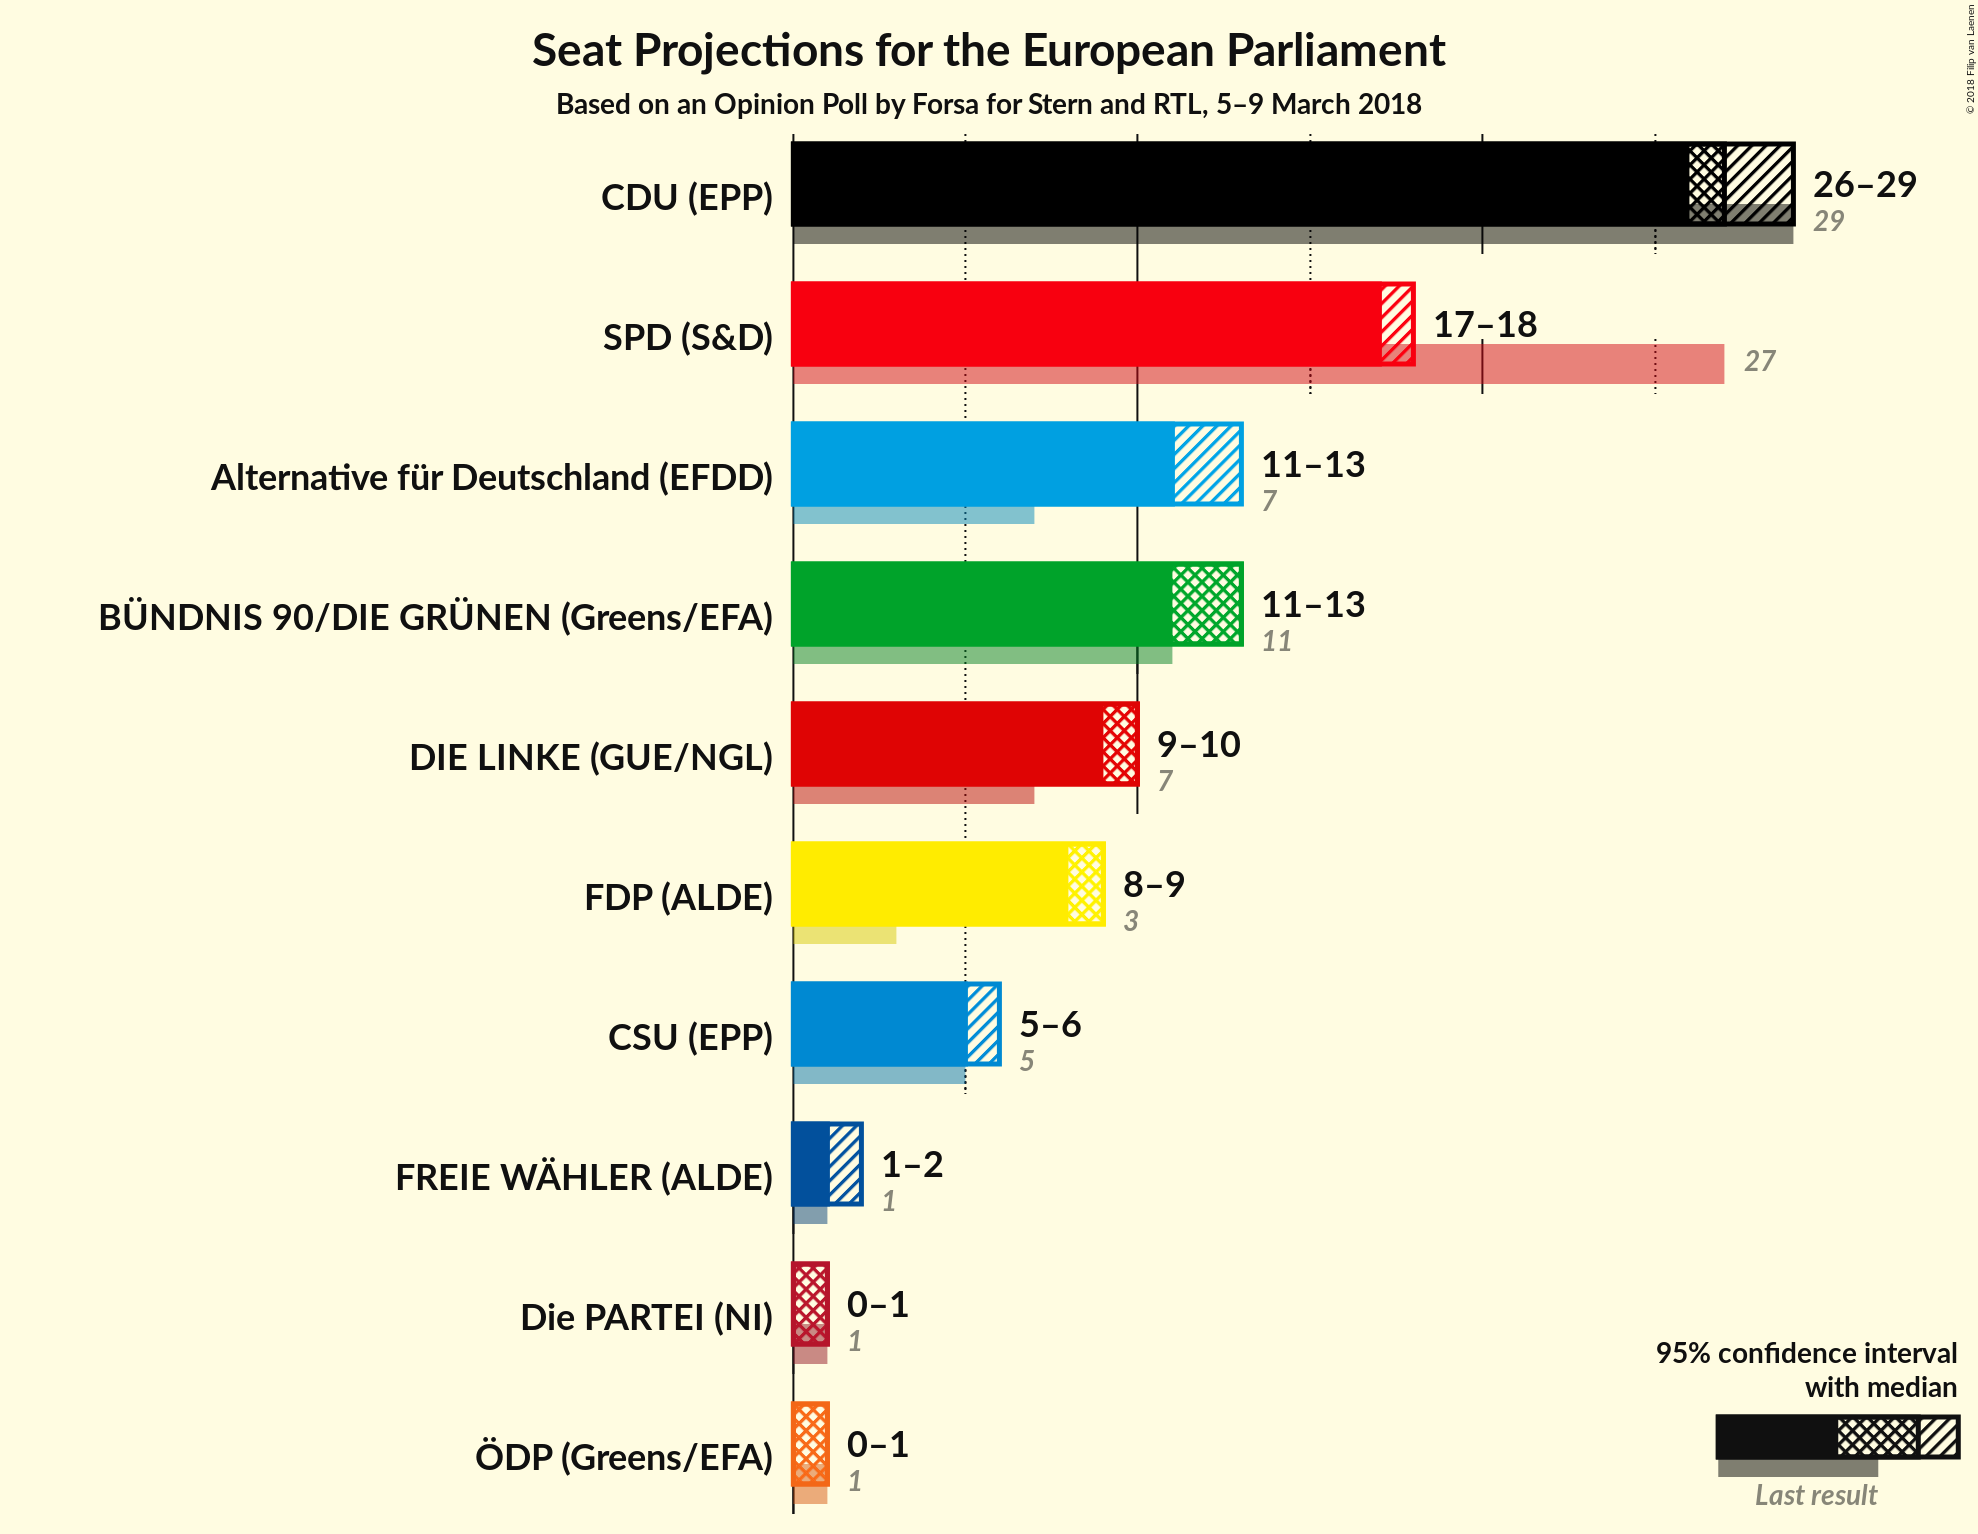 Seat Projections for the European Parliament
Based on an Opinion Poll by Forsa for Stern and RTL, 5–9 March 2018
© 2018 Filip van Laenen
CDU (EPP)
26–29
29
SPD (S&D)
17–18
27
Alternative für Deutschland (EFDD)
11–13
7
BÜNDNIS 90/DIE GRÜNEN (Greens/EFA)
11–13
11
DIE LINKE (GUE/NGL)
9–10
7
FDP (ALDE)
8–9
3
CSU (EPP)
5–6
5
FREIE WÄHLER (ALDE)
1–2
1
Die PARTEI (NI)
0–1
1
ÖDP (Greens/EFA)
0–1
1
95% confidence interval
with median
Last result